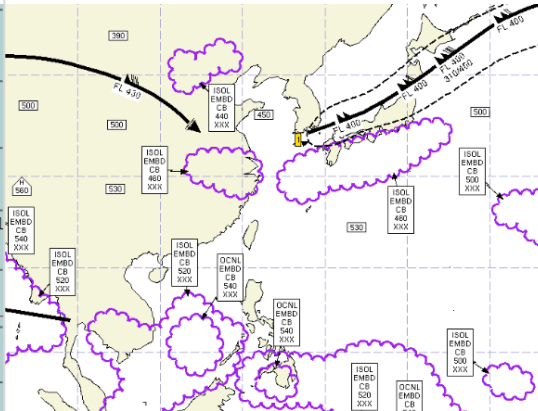 390
FL 400
FL 400
310/450
FL 430
FL 400
ISOL
EMBD
CB
440
XXX
500
450
FL 400
500
500
ISOL
EMBD
CB
460
XXX
ISOL
EMBD
CB
500
XXX
H
560
530
ISOL
EMBD
CB
460
XXX
ISOL
EMBD
CB
540
XXX
530
ISOL
EMBD
CB
520
XXX
ISOL
EMBD
CB
520
XXX
OCNL
EMBD
CB
540
XXX
OCNL
EMBD
CB
540
XXX
ISOL
EMBD
CB
500
XXX
ISOL
EMBD
CB
520
XXX
OCNL
EMBD
CB